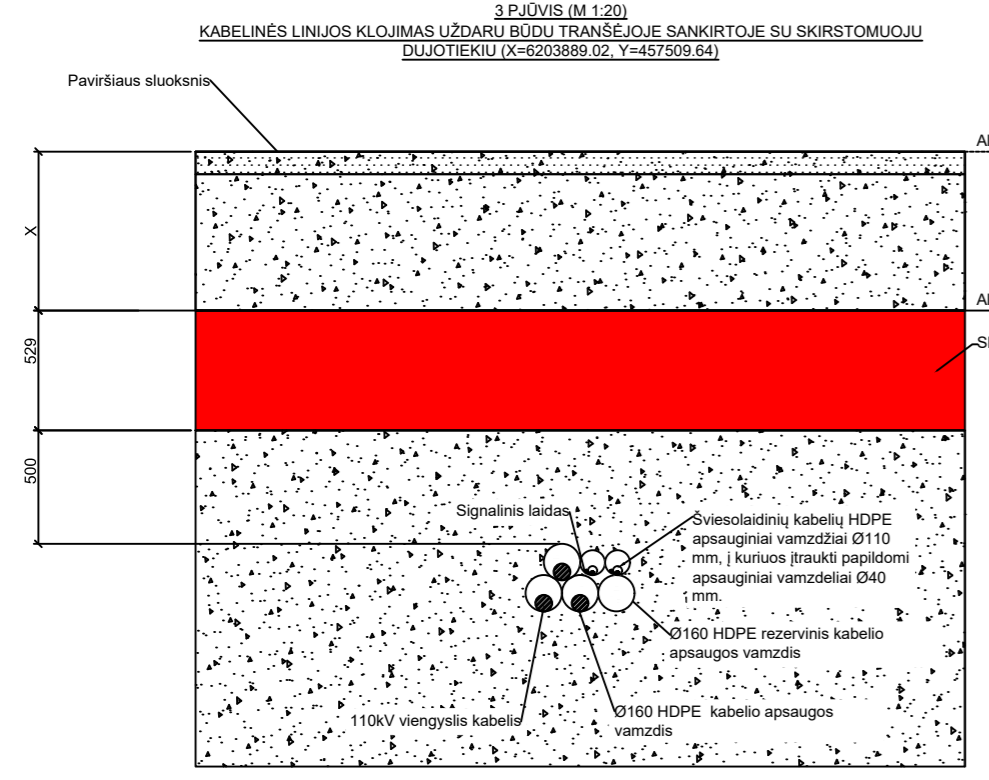 3 PJŪVIS (M 1:20)
KABELINĖS LINIJOS KLOJIMAS UŽDARU BŪDU TRANŠĖJOJE SANKIRTOJE SU SKIRSTOMUOJU
DUJOTIEKIU (X=6203889.02, Y=457509.64)
Paviršiaus sluoksnis
X
529
500
Signalinis laidas
Šviesolaidinių kabelių HDPE
apsauginiai vamzdžiai Ø110
mm, į kuriuos įtraukti papildomi
apsauginiai vamzdeliai Ø40
mm.
Ø160 HDPE rezervinis kabelio
apsaugos vamzdis
110kV viengyslis kabelis
Ø160 HDPE kabelio apsaugos
vamzdis